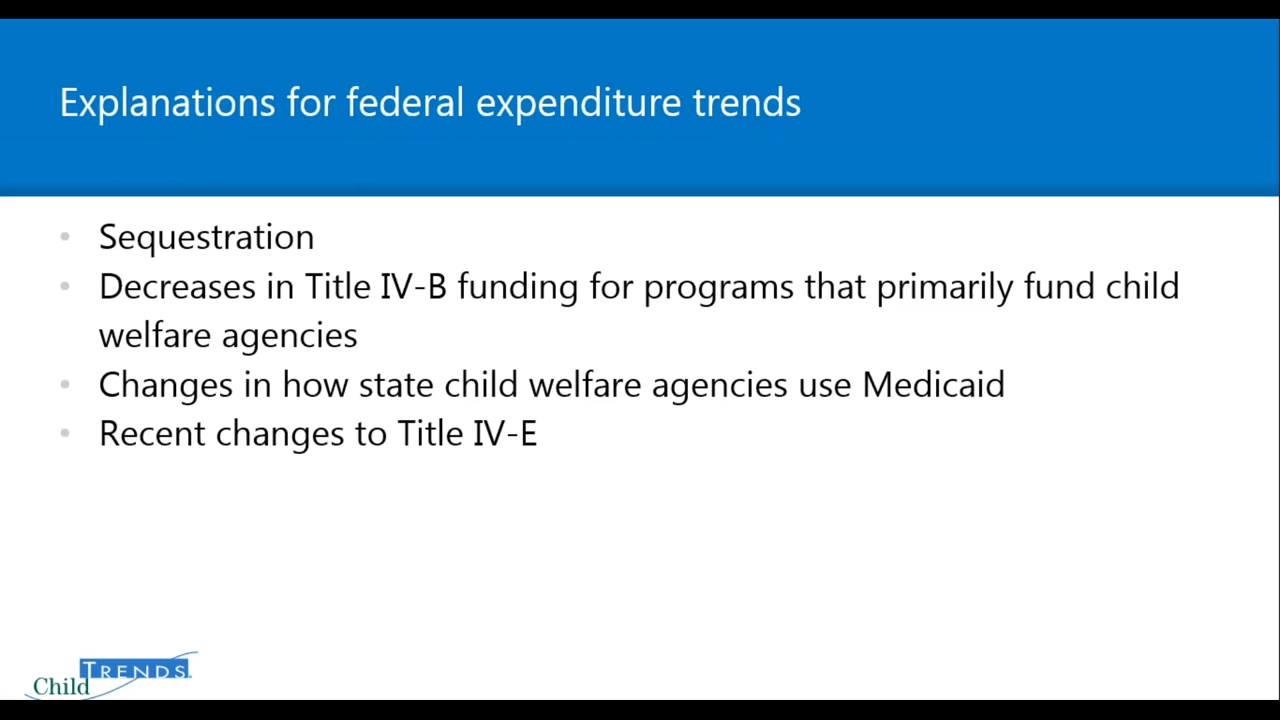 Explanations for federal expenditure trends
• Sequestration
• Decreases in Title IV-B funding for programs that primarily fund child
welfare agencies
• Changes in how state child welfare agencies use Medicaid
• Recent changes to Title IV-E
TRENDS
Child